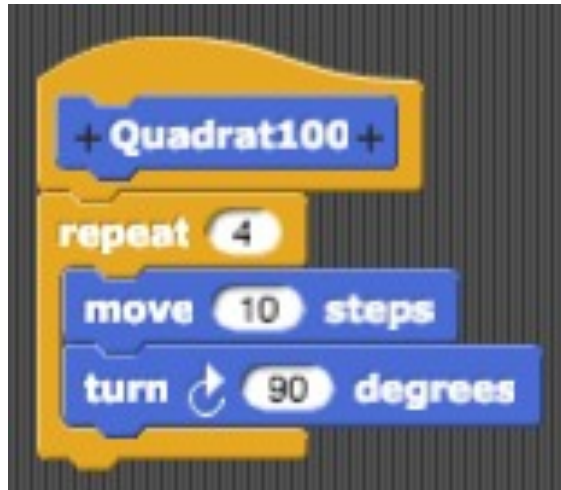 + Quadrat100 +
repeat 4
move 10 steps
turn 90 degrees